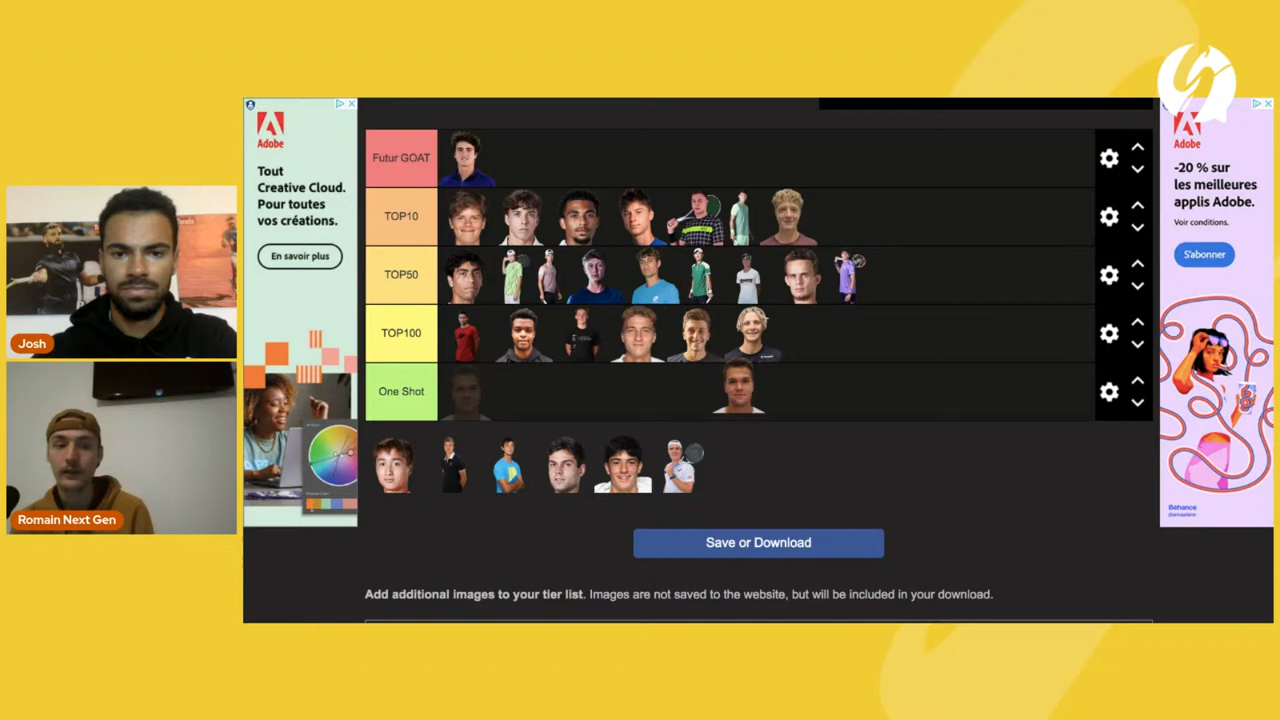 Adobe
Tout
Creative Cloud.
Pour toutes
vos créations.
En savoir plus
Futur GOAT
TOP10
TOP50
TOP100
One Shot
Adobe
-20 % sur
les meilleures
applis Adobe.
Voir conditions.
S'abonner
Béhance
Josh
Romain Next Gen
Save or Download
Add additional images to your tier list. Images are not saved to the website, but will be included in your download.